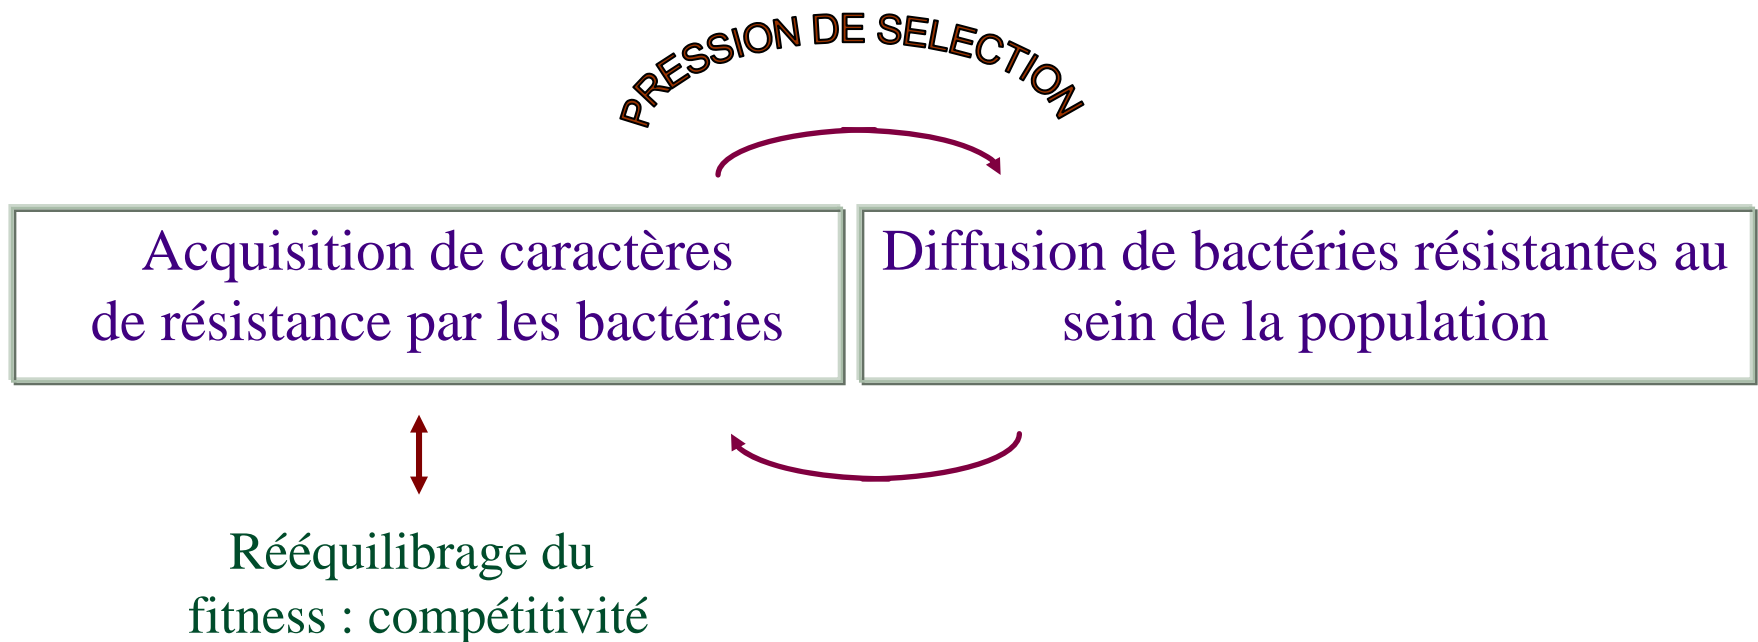 PRESSION DE SELECTION
Acquisition de caractères
de résistance par les bactéries
Diffusion de bactéries résistantes au
sein de la population
Rééquilibrage du
fitness : compétitivité